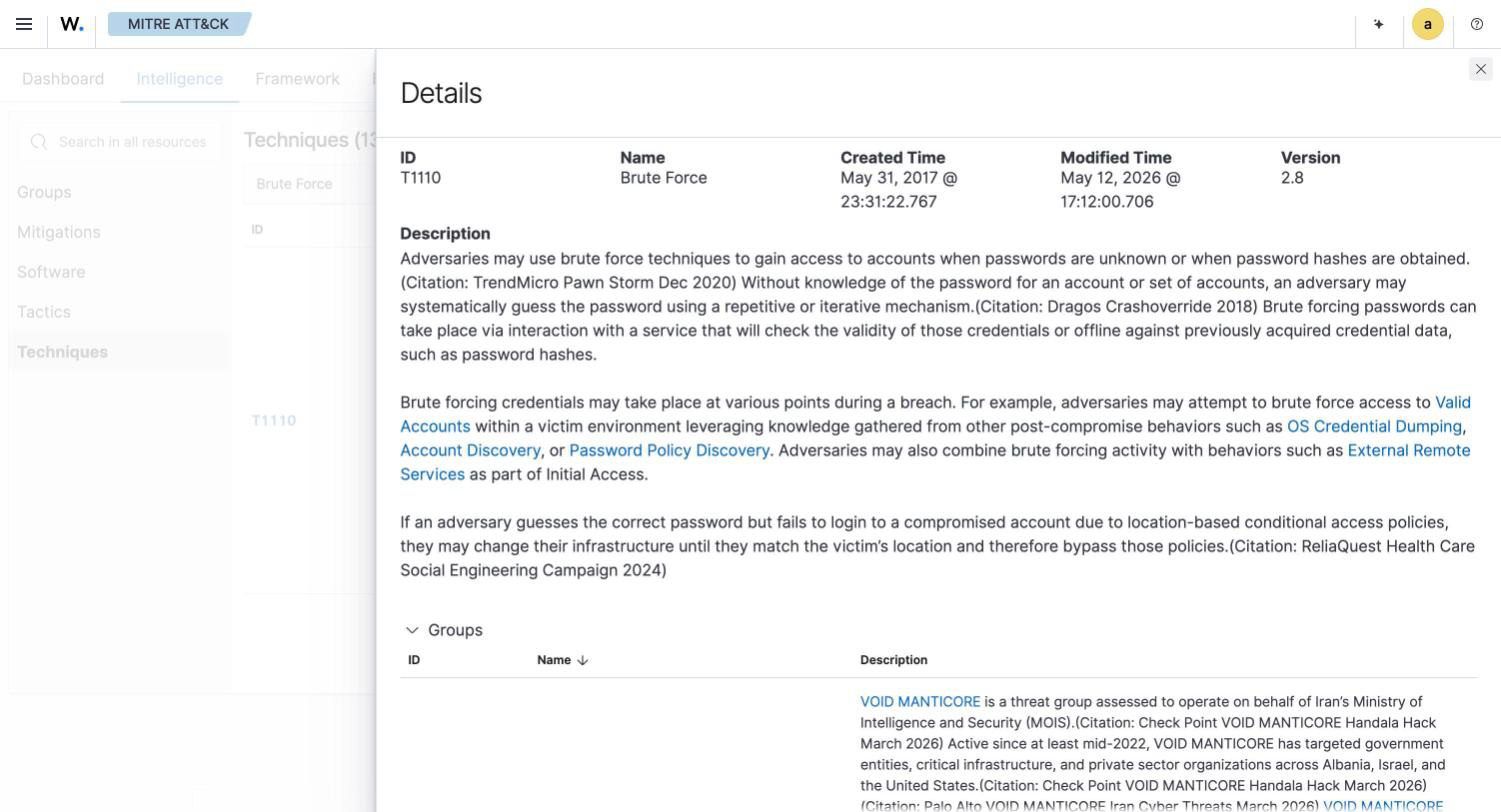 W.
MITRE ATT&CK
a
Dashboard
Intelligence
Framework
Details
Search in all resources
Techniques (13
Brute Force
Groups
Mitigations
Software
Tactics
Techniques
ID
T1110
ID
Name
Created Time
Modified Time
Version
T1110
Brute Force
May 31, 2017 @
23:31:22.767
May 12, 2026 @
17:12:00.706
2.8
Description
Adversaries may use brute force techniques to gain access to accounts when passwords are unknown or when password hashes are obtained.
(Citation: TrendMicro Pawn Storm Dec 2020) Without knowledge of the password for an account or set of accounts, an adversary may
systematically guess the password using a repetitive or iterative mechanism.(Citation: Dragos Crashoverride 2018) Brute forcing passwords can
take place via interaction with a service that will check the validity of those credentials or offline against previously acquired credential data,
such as password hashes.
Brute forcing credentials may take place at various points during a breach. For example, adversaries may attempt to brute force access to Valid
Accounts within a victim environment leveraging knowledge gathered from other post-compromise behaviors such as OS Credential Dumping,
Account Discovery, or Password Policy Discovery. Adversaries may also combine brute forcing activity with behaviors such as External Remote
Services as part of Initial Access.
If an adversary guesses the correct password but fails to login to a compromised account due to location-based conditional access policies,
they may change their infrastructure until they match the victim’s location and therefore bypass those policies.(Citation: ReliaQuest Health Care
Social Engineering Campaign 2024)
Groups
ID
Name
Description
VOID MANTICORE is a threat group assessed to operate on behalf of Iran’s Ministry of
Intelligence and Security (MOIS).(Citation: Check Point VOID MANTICORE Handala Hack
March 2026) Active since at least mid-2022, VOID MANTICORE has targeted government
entities, critical infrastructure, and private sector organizations across Albania, Israel, and
the United States.(Citation: Check Point VOID MANTICORE Handala Hack March 2026)
(Citation: Palo Alto VOID MANTICORE Iran Cyber Threats March 2026) VOID MANTICORE